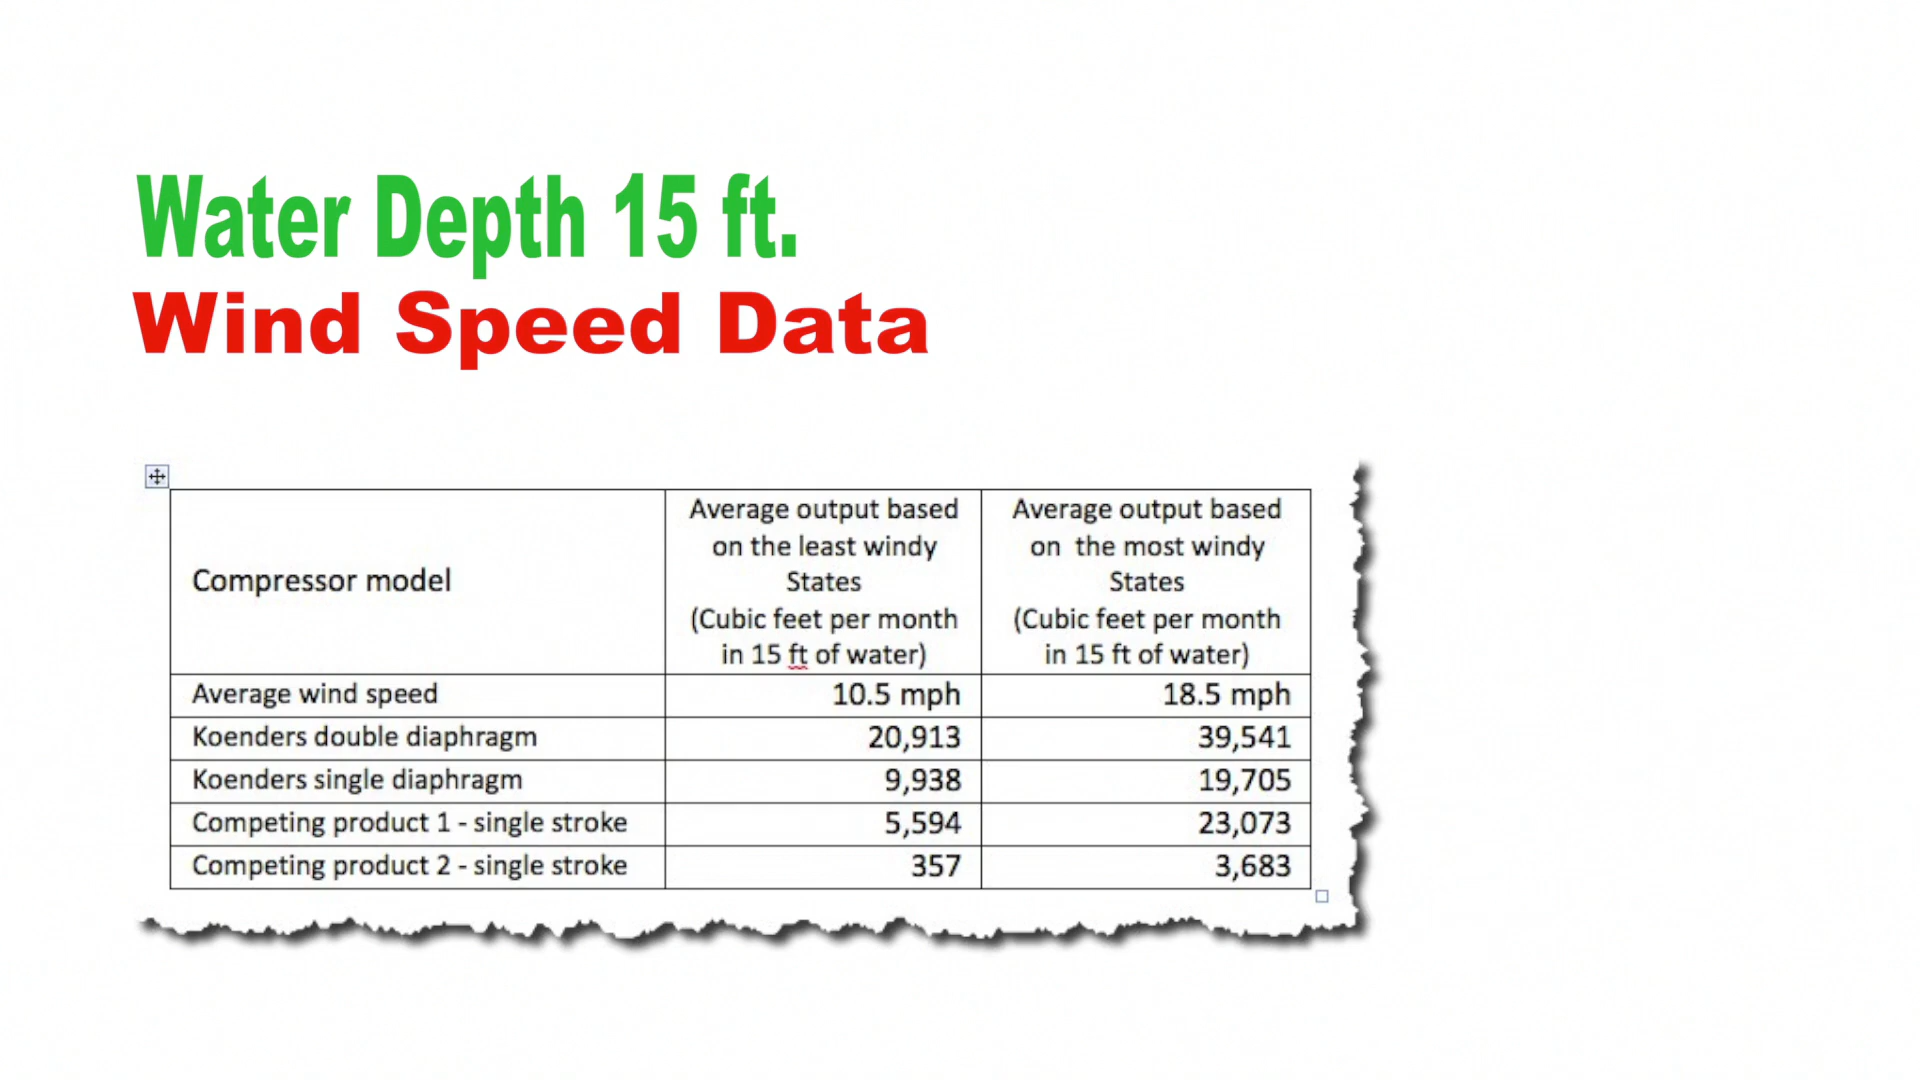 Water Depth 15 ft.
Wind Speed Data
Compressor model
Average output based
on the least windy
States
(Cubic feet per month
in 15 ft of water)
Average output based
on the most windy
States
(Cubic feet per month
in 15 ft of water)
Average wind speed 10.5 mph 18.5 mph
Koenders double diaphragm 20,913 39,541
Koenders single diaphragm 9,938 19,705
Competing product 1 - single stroke 5,594 23,073
Competing product 2 - single stroke 357 3,683